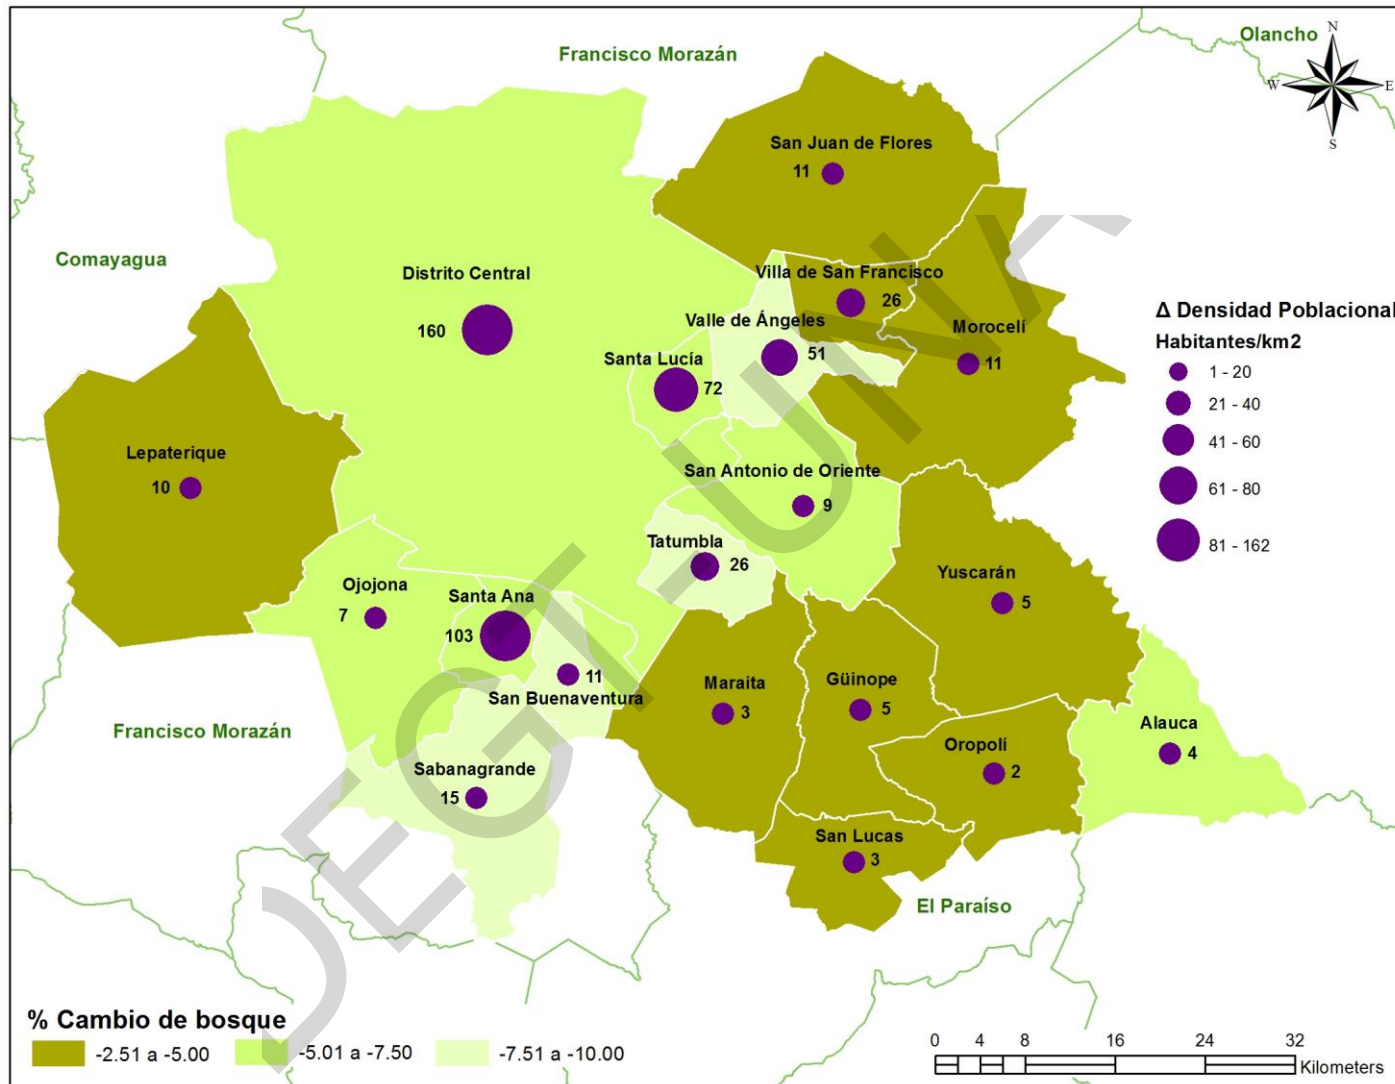 Francisco Morazán
Olancho
N
W
E
S
San Juan de Flores
11
Comayagua
Distrito Central
160
Villa de San Francisco
26
Valle de Ángeles
51
Morocelí
11
Santa Lucía
72
Δ Densidad Poblacional
Habitantes/km2
1 - 20
21 - 40
41 - 60
61 - 80
81 - 162
Lepaterique
10
San Antonio de Oriente
9
Tatumbla
26
Yuscarán
5
Ojojona
7
Santa Ana
103
San Buenaventura
11
Maraita
3
Güinope
5
Alauca
4
Oropolí
2
Francisco Morazán
Sabanagrande
15
San Lucas
3
El Paraíso
% Cambio de bosque
-2.51 a -5.00
-5.01 a -7.50
-7.51 a -10.00
0 4 8 16 24 32
Kilometers